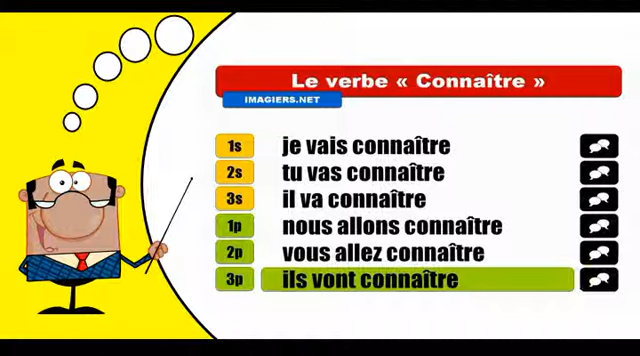 Le verbe « Connaître »
IMAGIERS.NET
1s je vais connaître
2s tu vas connaître
3s il va connaître
1p nous allons connaître
2p vous allez connaître
3p ils vont connaître